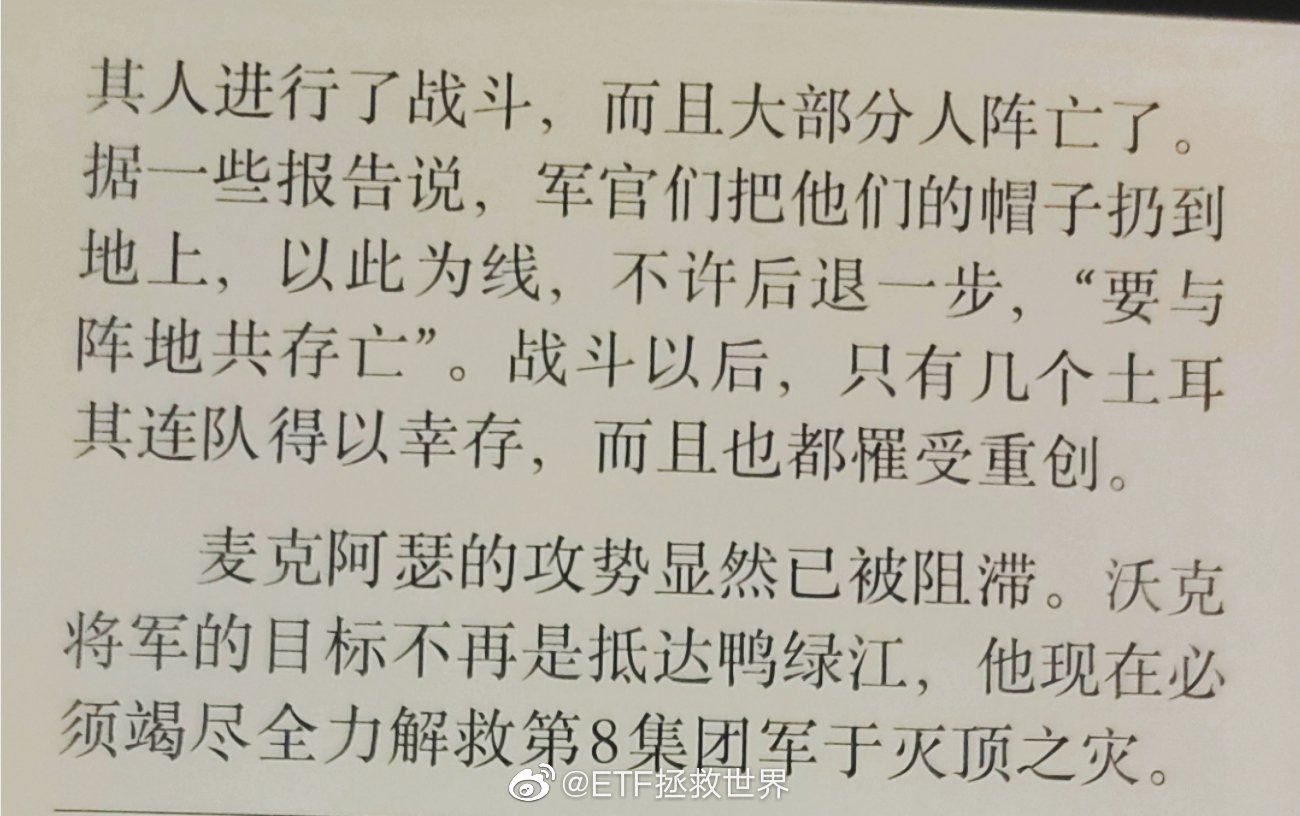 其人进行了战斗，而且大部分人阵亡了。
据一些报告说，军官们把他们的帽子扔到
地上，以此为线，不许后退一步，“要与
阵地共存亡”。战斗以后，只有几个土耳
其连队得以幸存，而且也都罹受重创。
麦克阿瑟的攻势显然已被阻滞。沃克
将军的目标不再是抵达鸭绿江，他现在必
须竭尽全力解救第8集团军于灭顶之灾。
@ETF拯救世界